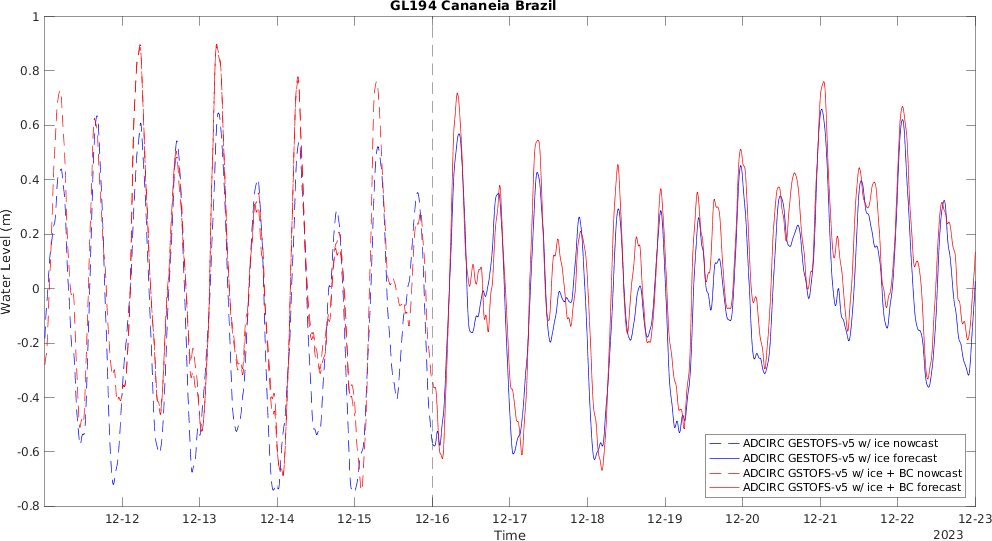 GL194 Cananeia Brazil
Water Level (m)
1
0.8
0.6
0.4
0.2
0
-0.2
-0.4
-0.6
-0.8
12-12 12-13 12-14 12-15 12-16 12-17 12-18 12-19 12-20 12-21 12-22 12-23
Time
2023
ADCIRC GESTOFS-v5 w/ ice nowcast
ADCIRC GESTOFS-v5 w/ ice forecast
ADCIRC GSTOFS-v5 w/ ice + BC nowcast
ADCIRC GSTOFS-v5 w/ ice + BC forecast